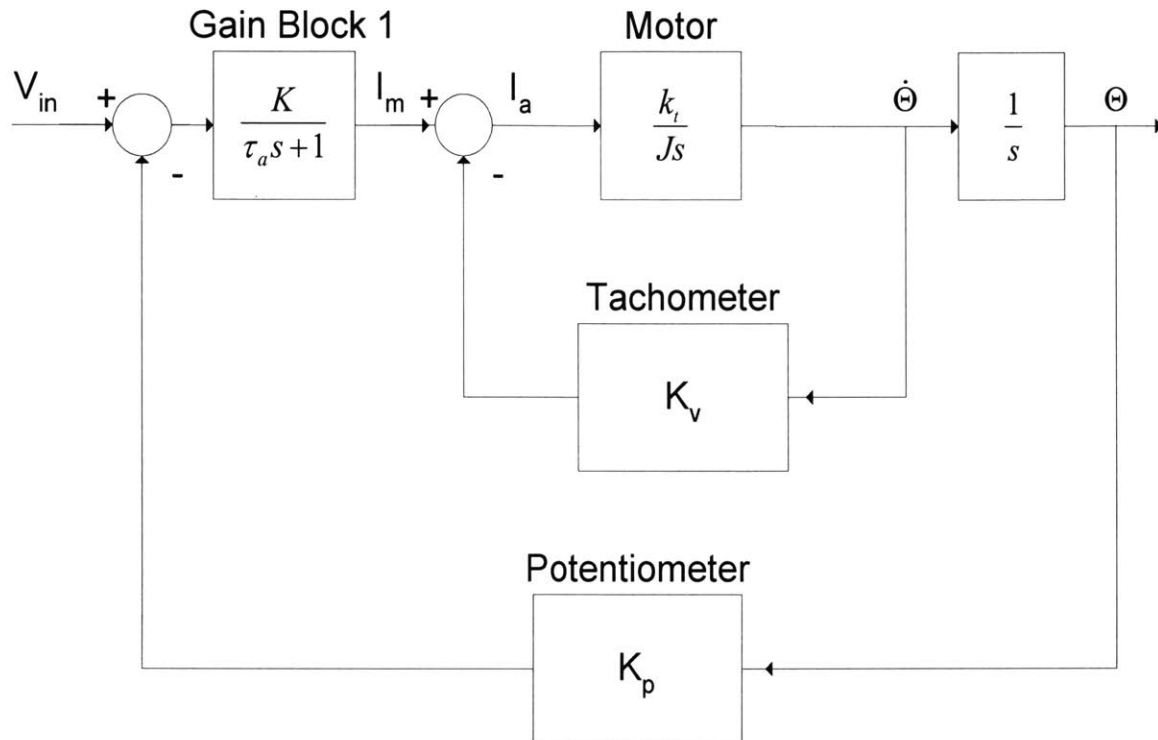 Gain Block 1
Motor
V_in
+
-
K
τ_a s + 1
I_m
+
-
I_a
k_t
Js
Θ̇
1
s
Θ
Tachometer
K_v
Potentiometer
K_p